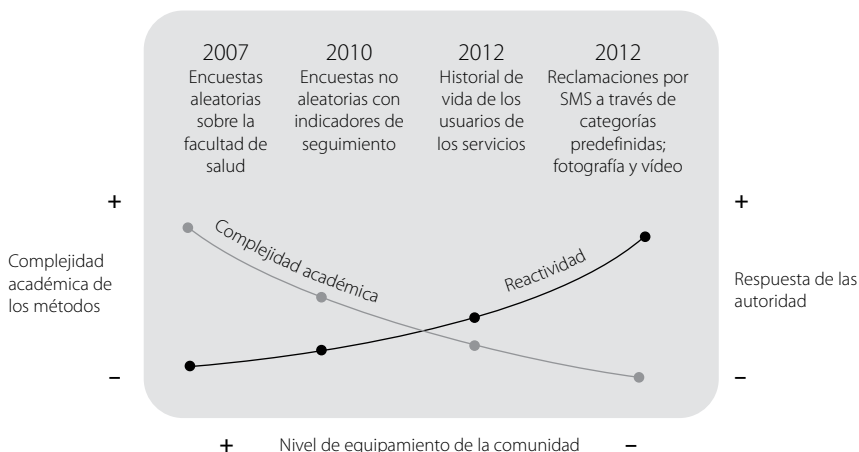 2007
Encuestas
aleatorias
sobre la
facultad de
salud
2010
Encuestas no
aleatorias con
indicadores de
seguimiento
2012
Historial de
vida de los
usuarios de
los servicios
2012
Reclamaciones por
SMS a través de
categorías
predefinidas;
fotografía y vídeo
+
Complejidad
académica de
los métodos
–
Complejidad académica
Reactividad
+
Respuesta de las
autoridad
–
+ Nivel de equipamiento de la comunidad –